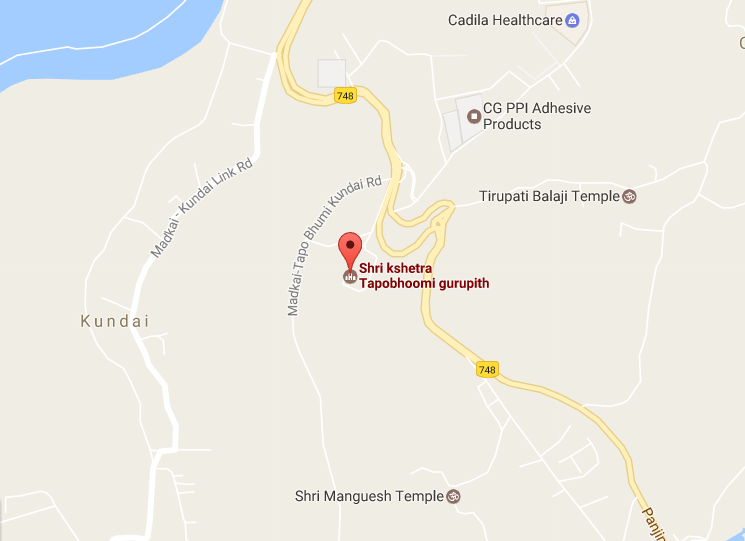 Cadila Healthcare
748
CG PPI Adhesive
Products
Madkai - Kundai Link Rd
Madkai-Tapo Bhumi Kundai Rd
Tirupati Balaji Temple
Shri kshetra
Tapobhoomi gurupith
Kundai
748
Shri Manguesh Temple
Panjim